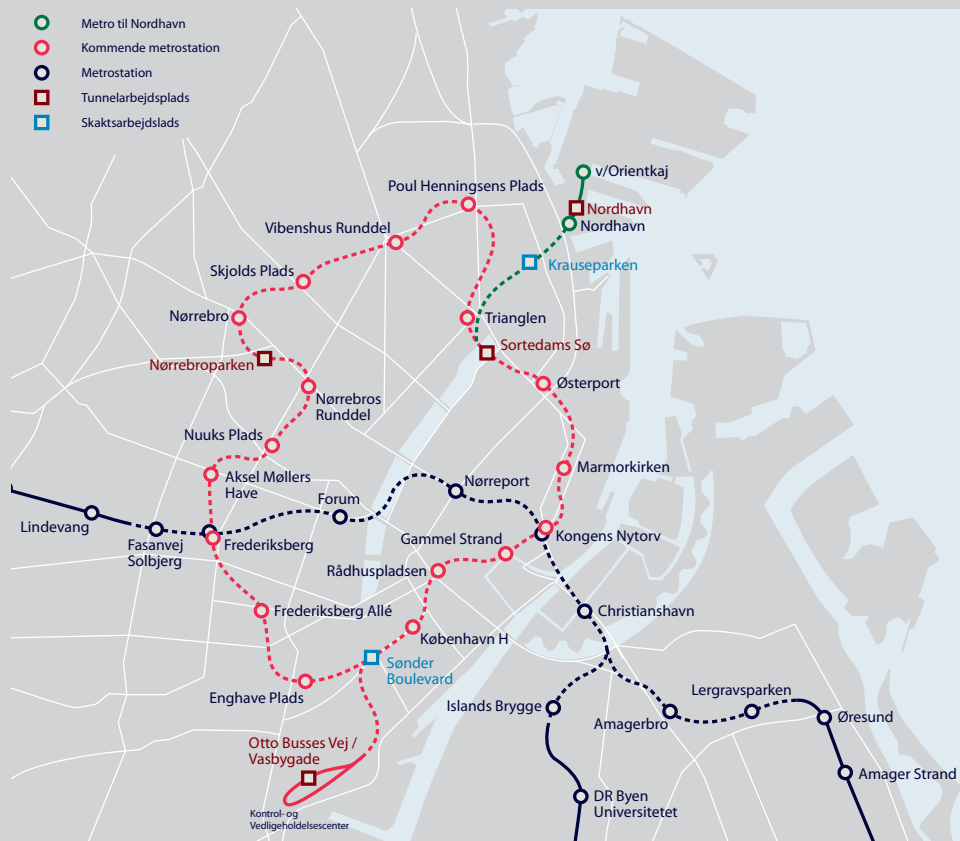 Metro til Nordhavn
Kommende metrostation
Metrostation
Tunnelarbejdsplads
Skaktsarbejdslads
v/Orientkaj
Poul Henningsens Plads
Nordhavn
Nordhavn
Vibenshus Runddel
Krauseparken
Skjolds Plads
Nørrebro
Trianglen
Sortedams Sø
Nørrebroparken
Østerport
Nørrebros
Runddel
Nuuks Plads
Marmorkirken
Aksel Møllers
Have
Nørreport
Forum
Lindevang
Fasanvej
Solbjerg
Frederiksberg
Gammel Strand
Kongens Nytorv
Rådhuspladsen
Frederiksberg Allé
Christianshavn
København H
Sønder
Boulevard
Enghave Plads
Islands Brygge
Lergravsparken
Amagerbro
Øresund
Otto Busses Vej /
Vasbygade
Amager Strand
DR Byen
Universitetet
Kontrol- og
Vedligeholdelsescenter